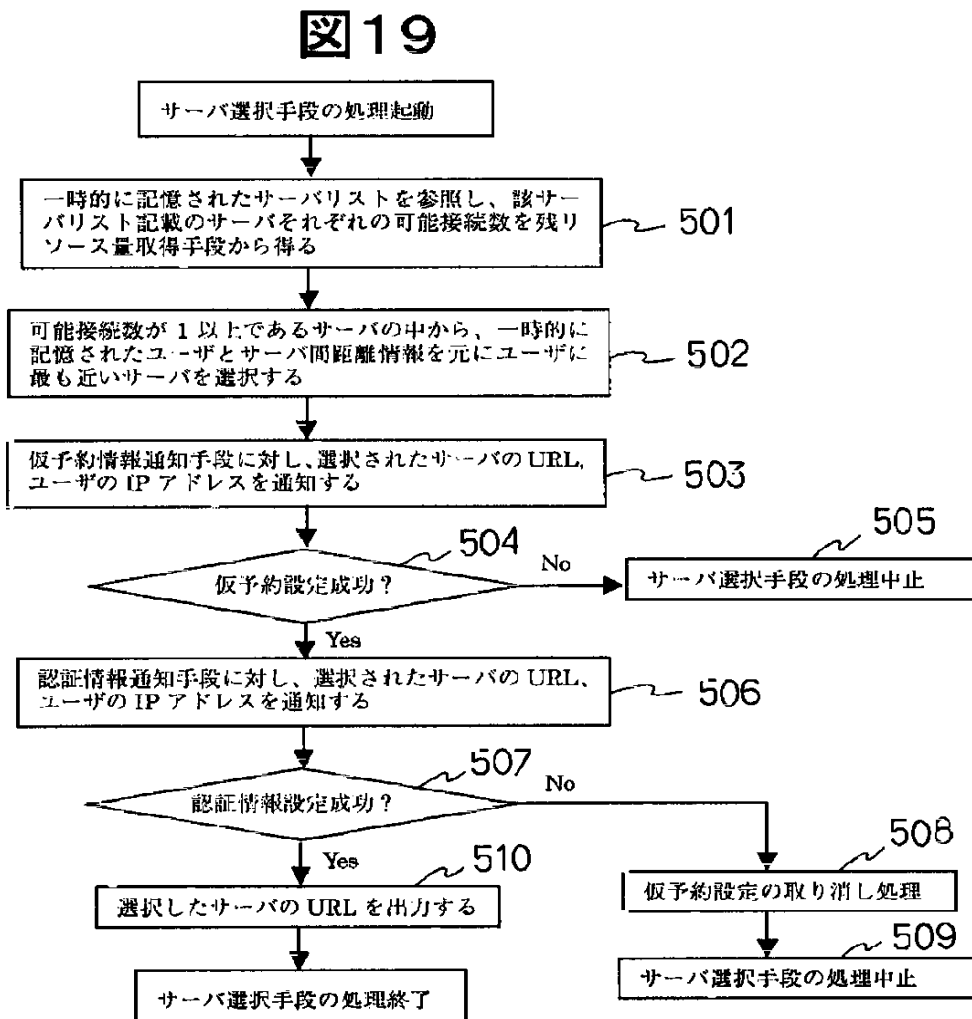 図19
サーバ選択手段の処理起動
一時的に記憶されたサーバリストを参照し、該サー
バリスト記載のサーバそれぞれの可能接続数を残リ
ソース量取得手段から得る
501
可能接続数が 1 以上であるサーバの中から、一時的に
記憶されたユーザとサーバ間距離情報を元にユーザに
最も近いサーバを選択する
502
仮予約情報通知手段に対し、選択されたサーバの URL,
ユーザの IP アドレスを通知する
503
504
仮予約設定成功?
No
505
サーバ選択手段の処理中止
Yes
認証情報通知手段に対し、選択されたサーバの URL、
ユーザの IP アドレスを通知する
506
507
認証情報設定成功?
No
508
仮予約設定の取り消し処理
509
サーバ選択手段の処理中止
Yes
510
選択したサーバの URL を出力する
サーバ選択手段の処理終了